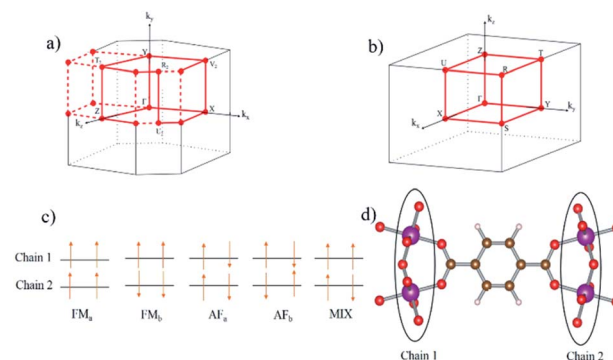 a)
k_y
Y
T_2
R_2
V_2
Z
Γ
X
k_x
k_z
U
b)
k_z
Z
T
U
R
Γ
X
Y
k_y
k_x
S
c)
Chain 1
Chain 2
FM_a FM_b AF_a AF_b MIX
d)
Chain 1 Chain 2